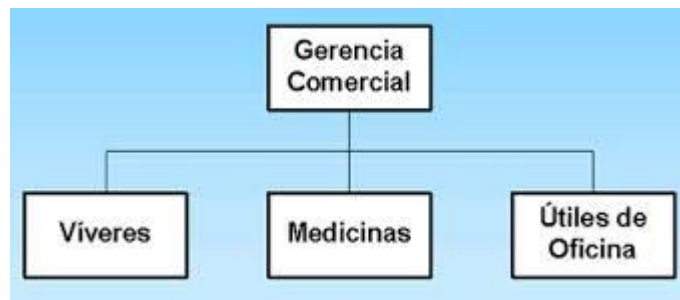 Gerencia
Comercial
Víveres
Medicinas
Útiles de
Oficina